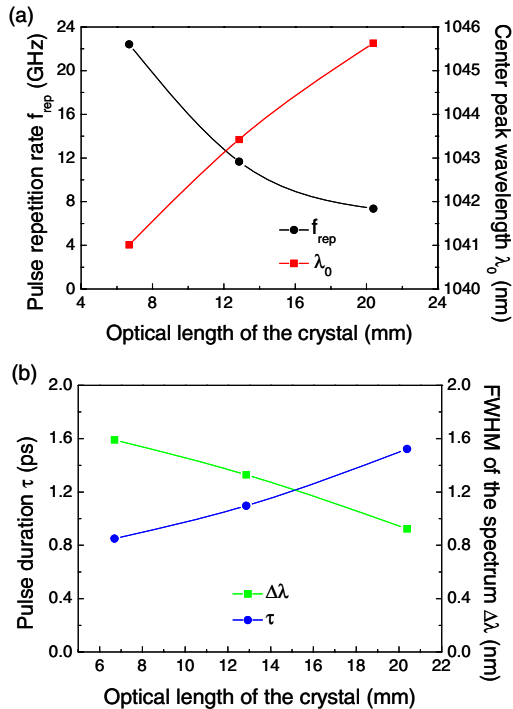 (a)
24
20
16
12
8
4
0
Pulse repetition rate f_rep (GHz)
1046
1045
1044
1043
1042
1041
1040
Center peak wavelength λ_0 (nm)
f_rep
λ_0
4 8 12 16 20 24
Optical length of the crystal (mm)
(b)
2.0
1.6
1.2
0.8
0.4
0.0
Pulse duration τ (ps)
2.0
1.6
1.2
0.8
0.4
0.0
FWHM of the spectrum Δλ (nm)
Δλ
τ
6 8 10 12 14 16 18 20 22
Optical length of the crystal (mm)